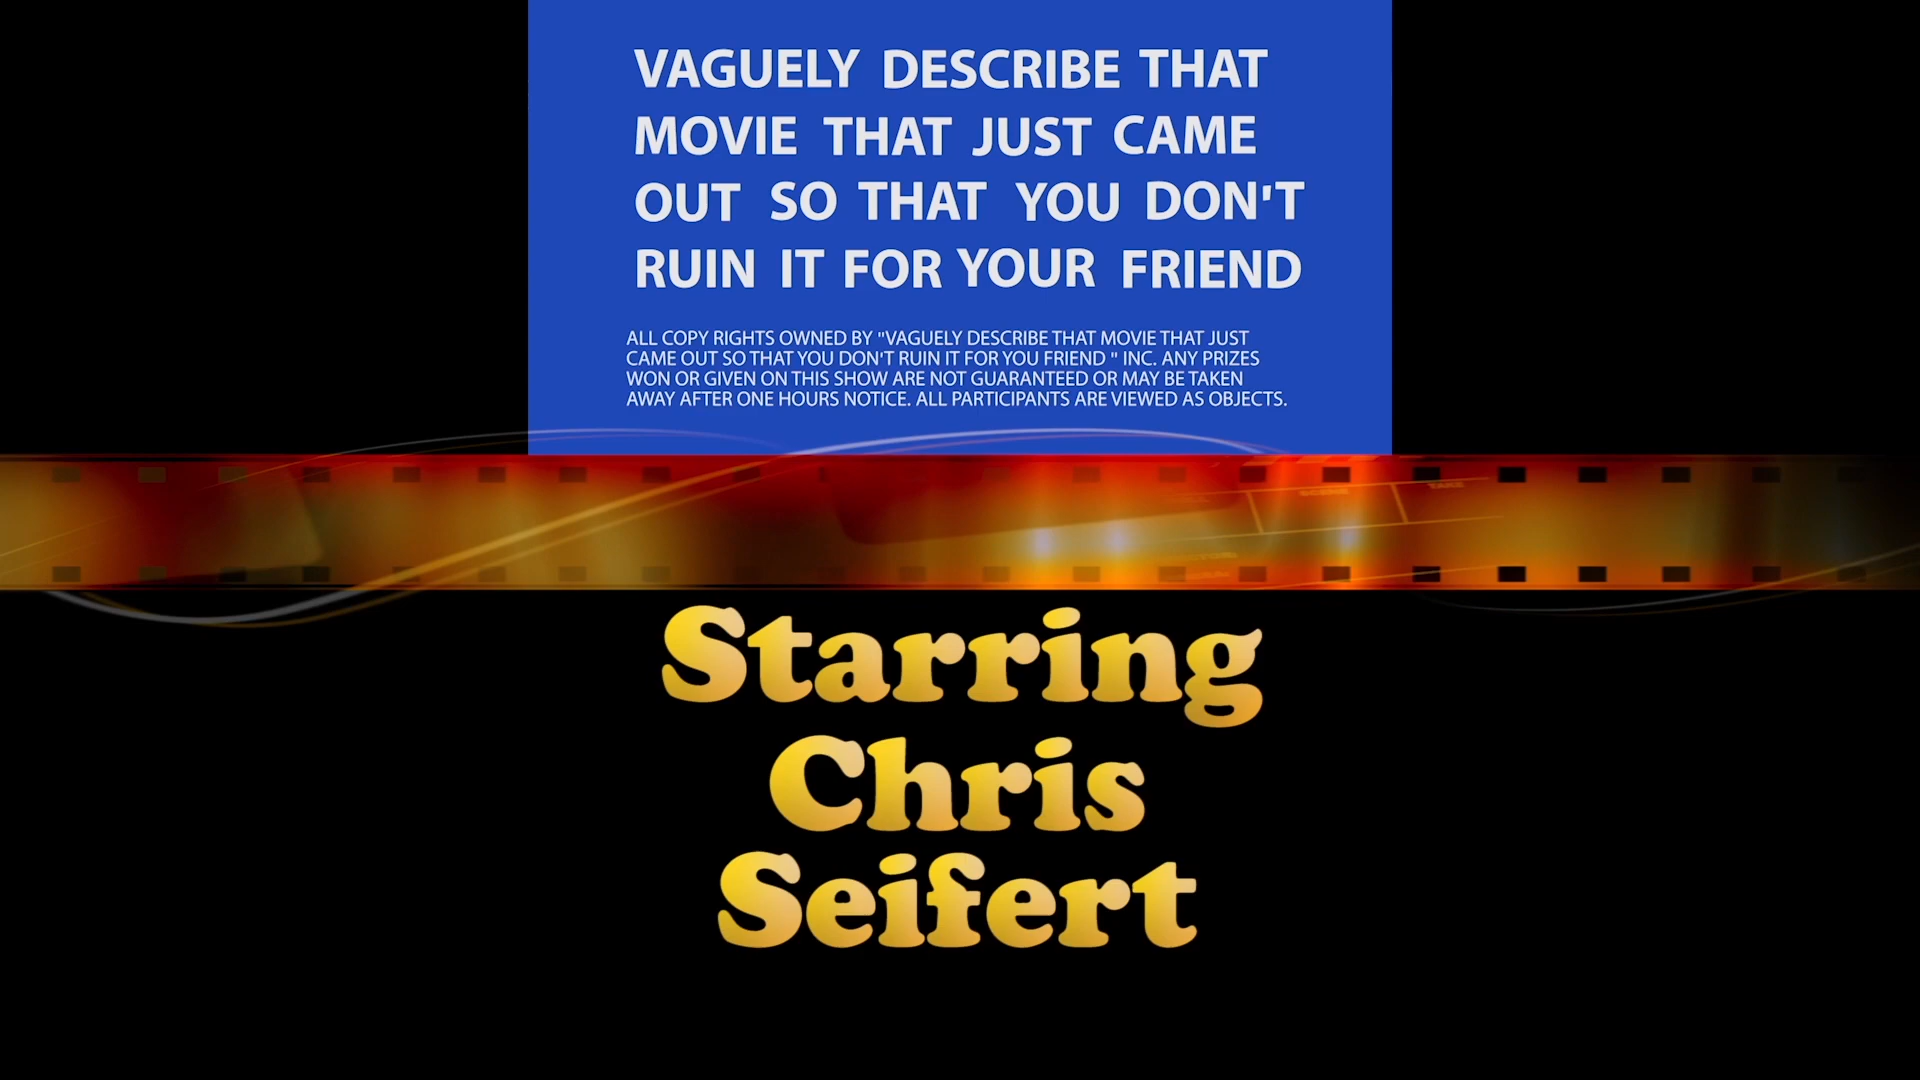 VAGUELY DESCRIBE THAT
MOVIE THAT JUST CAME
OUT SO THAT YOU DON'T
RUIN IT FOR YOUR FRIEND
ALL COPY RIGHTS OWNED BY "VAGUELY DESCRIBE THAT MOVIE THAT JUST
CAME OUT SO THAT YOU DON'T RUIN IT FOR YOU FRIEND " INC. ANY PRIZES
WON OR GIVEN ON THIS SHOW ARE NOT GUARANTEED OR MAY BE TAKEN
AWAY AFTER ONE HOURS NOTICE. ALL PARTICIPANTS ARE VIEWED AS OBJECTS.
Starring
Chris
Seifert